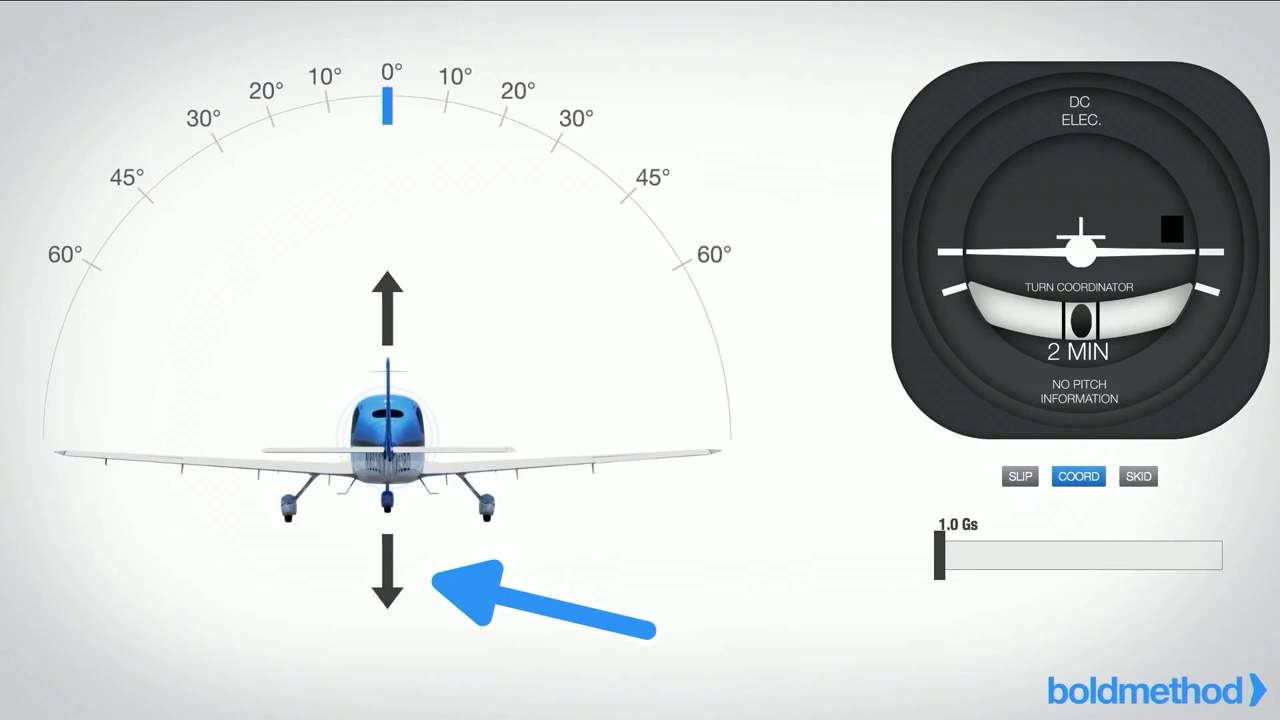 0°
10°
10°
20°
20°
30°
30°
45°
45°
60°
60°
DC
ELEC.
TURN COORDINATOR
2 MIN
NO PITCH
INFORMATION
SLIP
COORD
SKID
1.0 Gs
boldmethod